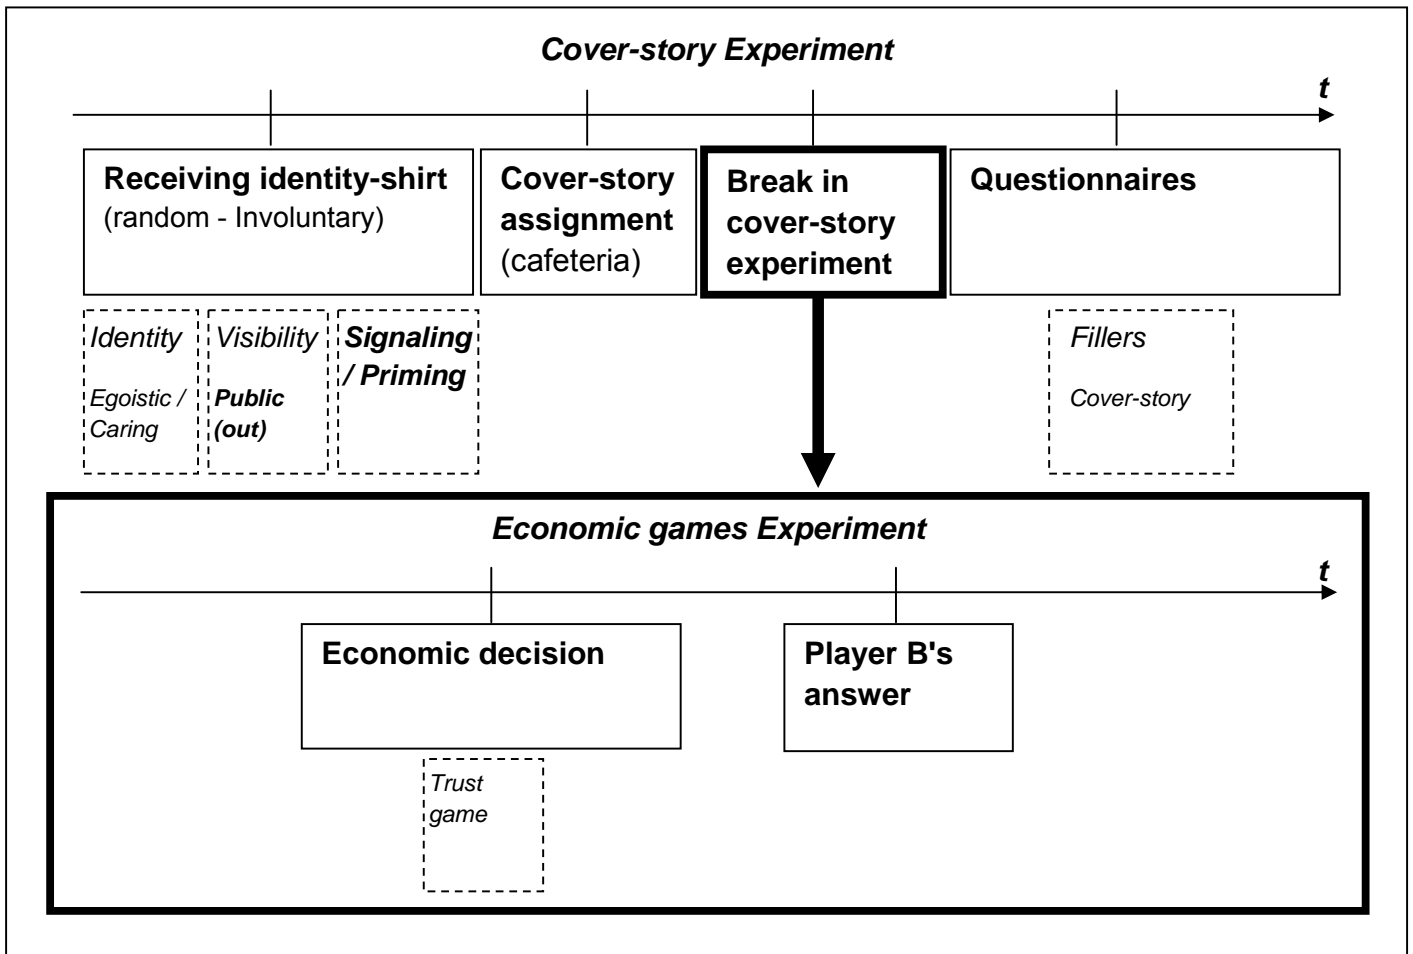 Cover-story Experiment
t
Receiving identity-shirt
(random - Involuntary)
Cover-story
assignment
(cafeteria)
Break in
cover-story
experiment
Questionnaires
Identity
Egoistic /
Caring
Visibility
Public
(out)
Signaling
/ Priming
Fillers
Cover-story
Economic games Experiment
t
Economic decision
Player B's
answer
Trust
game